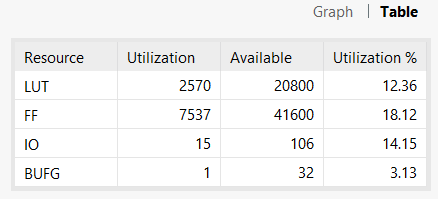 Graph | Table
Resource Utilization Available Utilization %
LUT 2570 20800 12.36
FF 7537 41600 18.12
IO 15 106 14.15
BUFG 1 32 3.13